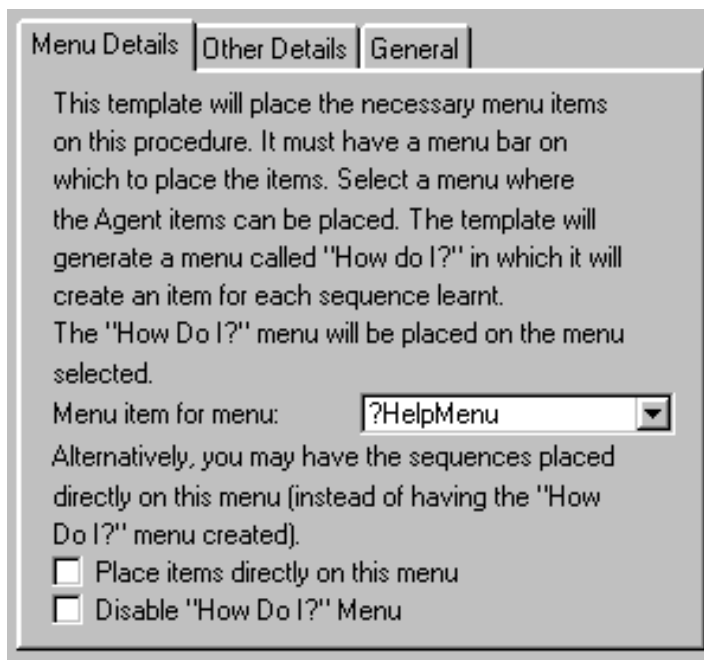 Menu Details Other Details General
This template will place the necessary menu items
on this procedure. It must have a menu bar on
which to place the items. Select a menu where
the Agent items can be placed. The template will
generate a menu called "How do I?" in which it will
create an item for each sequence learnt.
The "How Do I?" menu will be placed on the menu
selected.
Menu item for menu: ?HelpMenu
Alternatively, you may have the sequences placed
directly on this menu (instead of having the "How
Do I?" menu created).
Place items directly on this menu
Disable "How Do I?" Menu